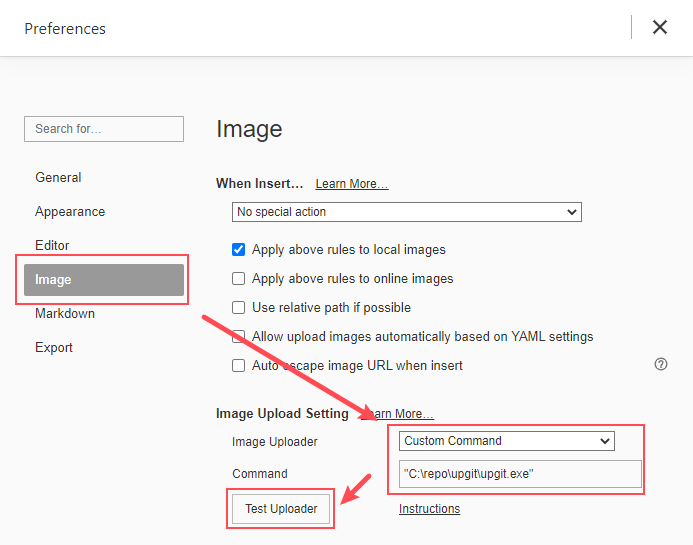 Preferences
Search for…
General
Appearance
Editor
Image
Markdown
Export
Image
When Insert… Learn More…
No special action
Apply above rules to local images
Apply above rules to online images
Use relative path if possible
Allow upload images automatically based on YAML settings
Auto escape image URL when insert
Image Upload Setting Learn More…
Image Uploader Custom Command
Command "C:\repo\upgit\upgit.exe"
Test Uploader Instructions